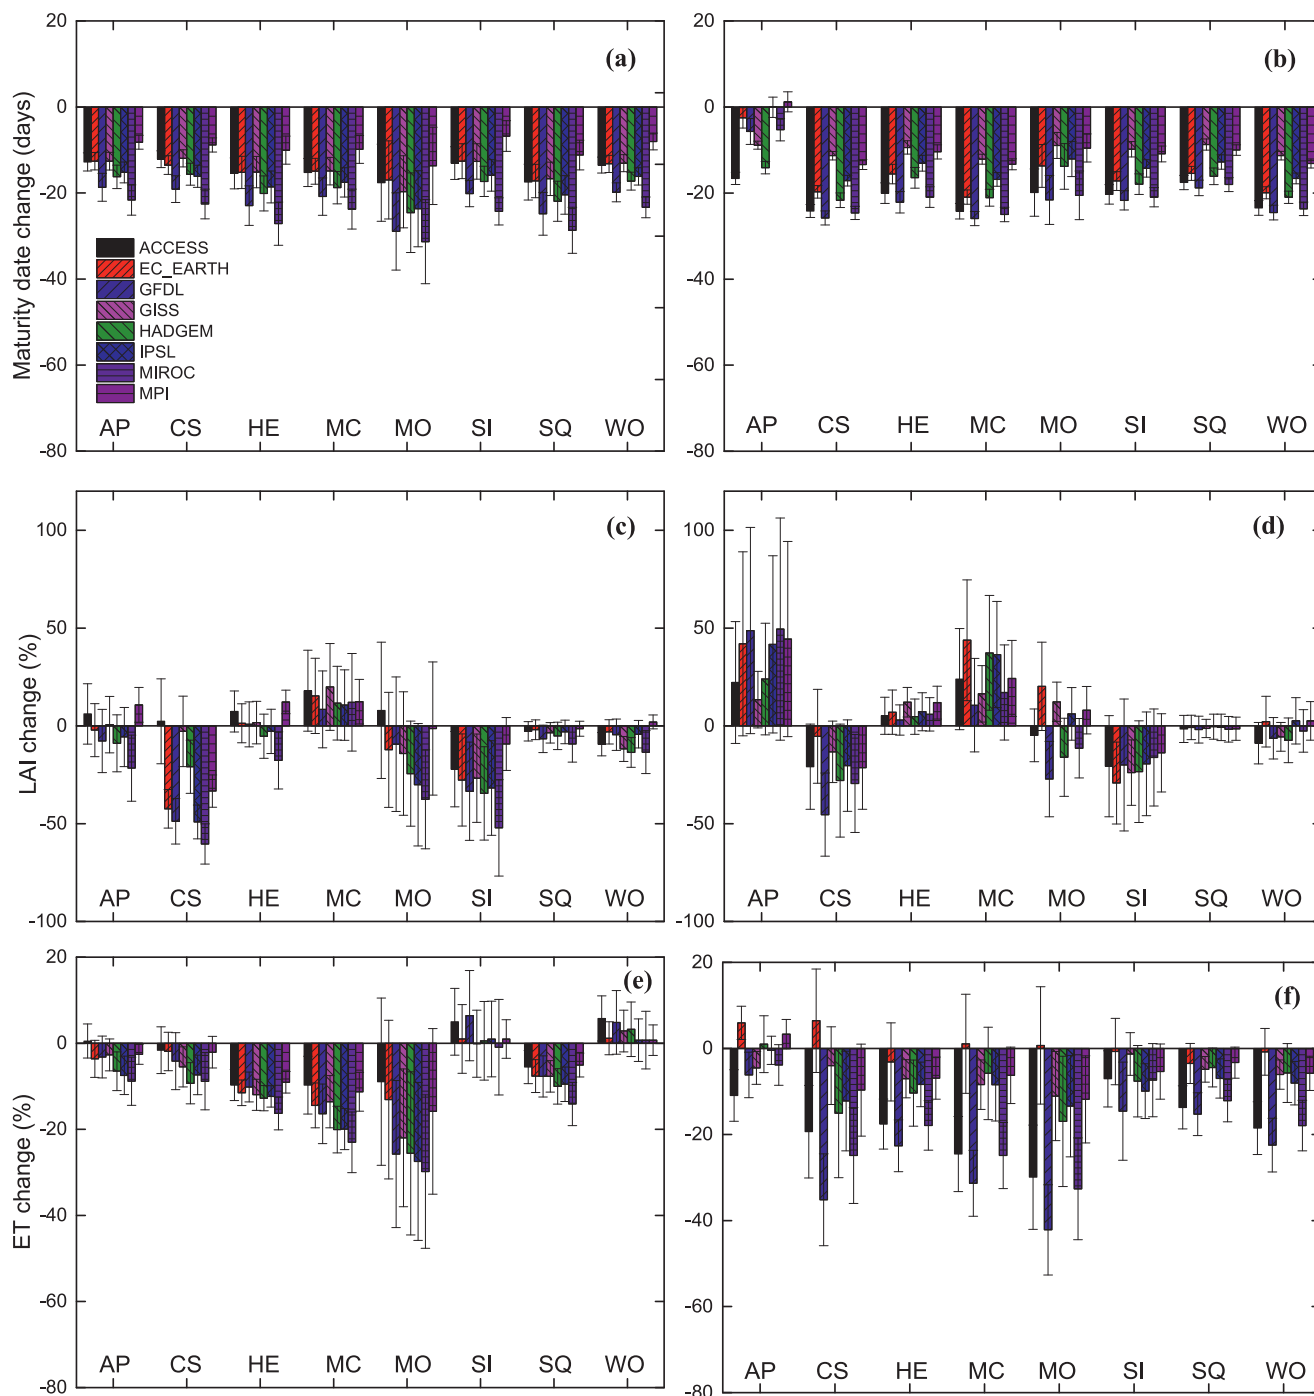 Maturity date change (days)
20
0
-20
-40
-60
-80
(a)
ACCESS
EC_EARTH
GFDL
GISS
HADGEM
IPSL
MIROC
MPI
AP CS HE MC MO SI SQ WO
20
0
-20
-40
-60
-80
(b)
AP CS HE MC MO SI SQ WO
LAI change (%)
100
50
0
-50
-100
(c)
AP CS HE MC MO SI SQ WO
100
50
0
-50
-100
(d)
AP CS HE MC MO SI SQ WO
ET change (%)
20
0
-20
-40
-60
-80
(e)
AP CS HE MC MO SI SQ WO
20
0
-20
-40
-60
-80
(f)
AP CS HE MC MO SI SQ WO